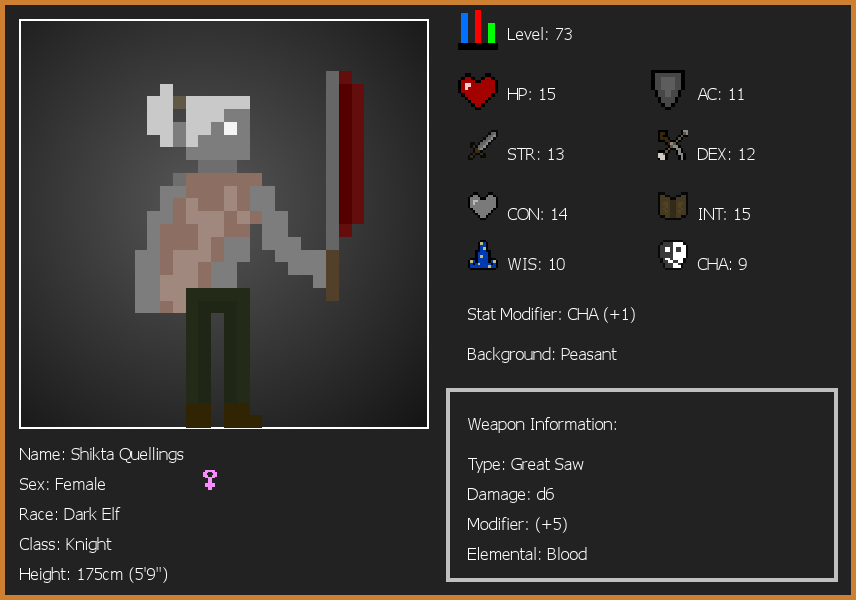 Level: 73
HP: 15
AC: 11
STR: 13
DEX: 12
CON: 14
INT: 15
WIS: 10
CHA: 9
Stat Modifier: CHA (+1)
Background: Peasant
Weapon Information:
Type: Great Saw
Damage: d6
Modifier: (+5)
Elemental: Blood
Name: Shikta Quellings
Sex: Female
Race: Dark Elf
Class: Knight
Height: 175cm (5'9")